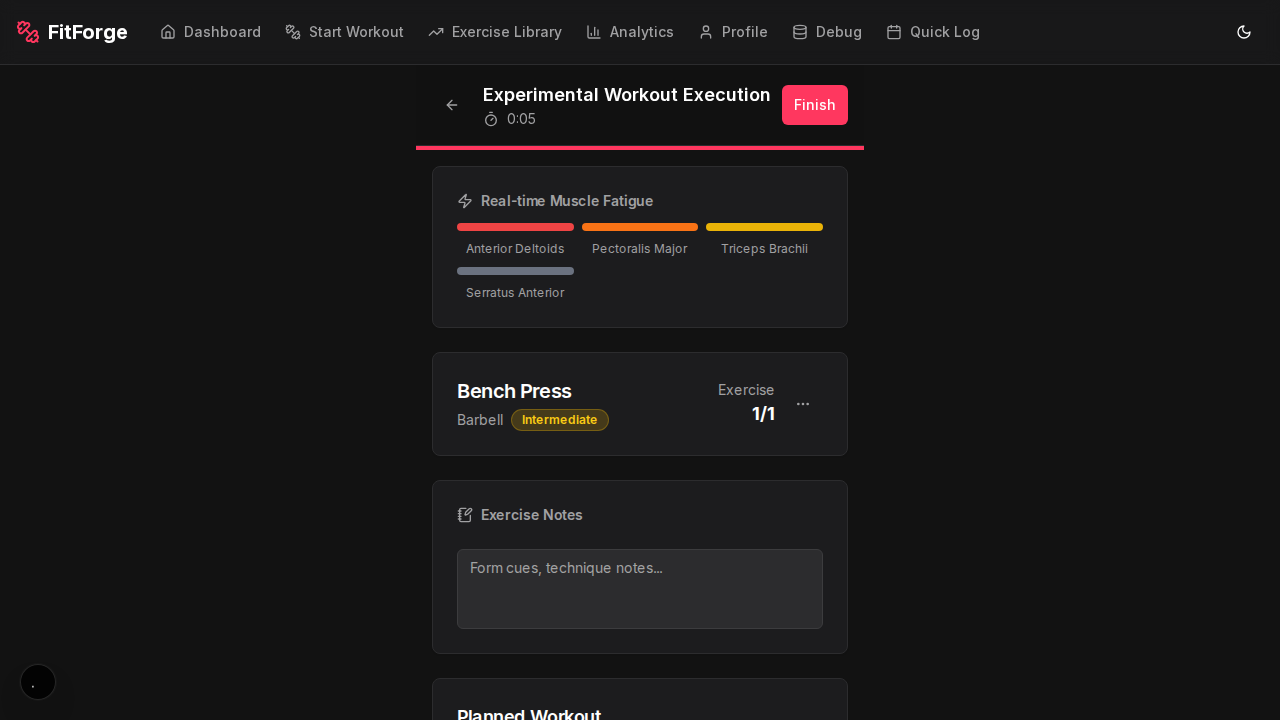 FitForge
Dashboard
Start Workout
Exercise Library
Analytics
Profile
Debug
Quick Log
Experimental Workout Execution
0:05
Finish
Real-time Muscle Fatigue
Anterior Deltoids
Pectoralis Major
Triceps Brachii
Serratus Anterior
Bench Press
Barbell
Intermediate
Exercise
1/1
Exercise Notes
Form cues, technique notes...
Planned Workout